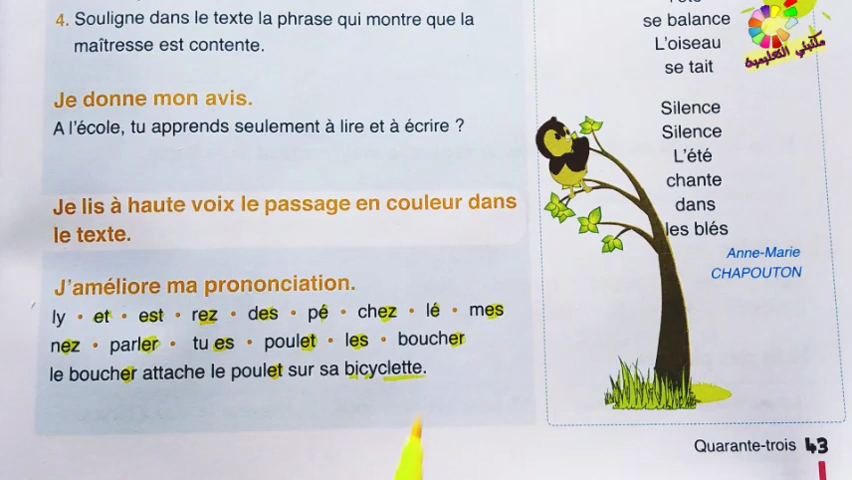 4. Souligne dans le texte la phrase qui montre que la
maîtresse est contente.
Je donne mon avis.
A l'école, tu apprends seulement à lire et à écrire ?
Je lis à haute voix le passage en couleur dans
le texte.
J'améliore ma prononciation.
ly • et • est • rez • des • pé • chez • lé • mes
nez • parler • tu es • poulet • les • boucher
le boucher attache le poulet sur sa bicyclette.
se balance
L'oiseau
se tait
Silence
Silence
L'été
chante
dans
les blés
Anne-Marie
CHAPOUTON
مكتبتي التعليمية
Quarante-trois 43